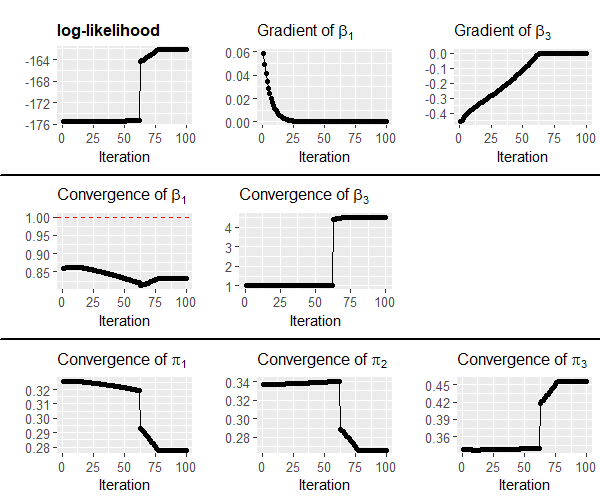 log-likelihood
Gradient of β1
Gradient of β3
-164
-168
-172
-176
0 25 50 75 100
Iteration
0.06
0.04
0.02
0.00
0 25 50 75 100
Iteration
0.0
-0.1
-0.2
-0.3
-0.4
0 25 50 75 100
Iteration
Convergence of β1
Convergence of β3
1.00
0.95
0.90
0.85
0 25 50 75 100
Iteration
4
3
2
1
0 25 50 75 100
Iteration
Convergence of π1
Convergence of π2
Convergence of π3
0.32
0.31
0.30
0.29
0.28
0 25 50 75 100
Iteration
0.34
0.32
0.30
0.28
0 25 50 75 100
Iteration
0.45
0.42
0.39
0.36
0 25 50 75 100
Iteration